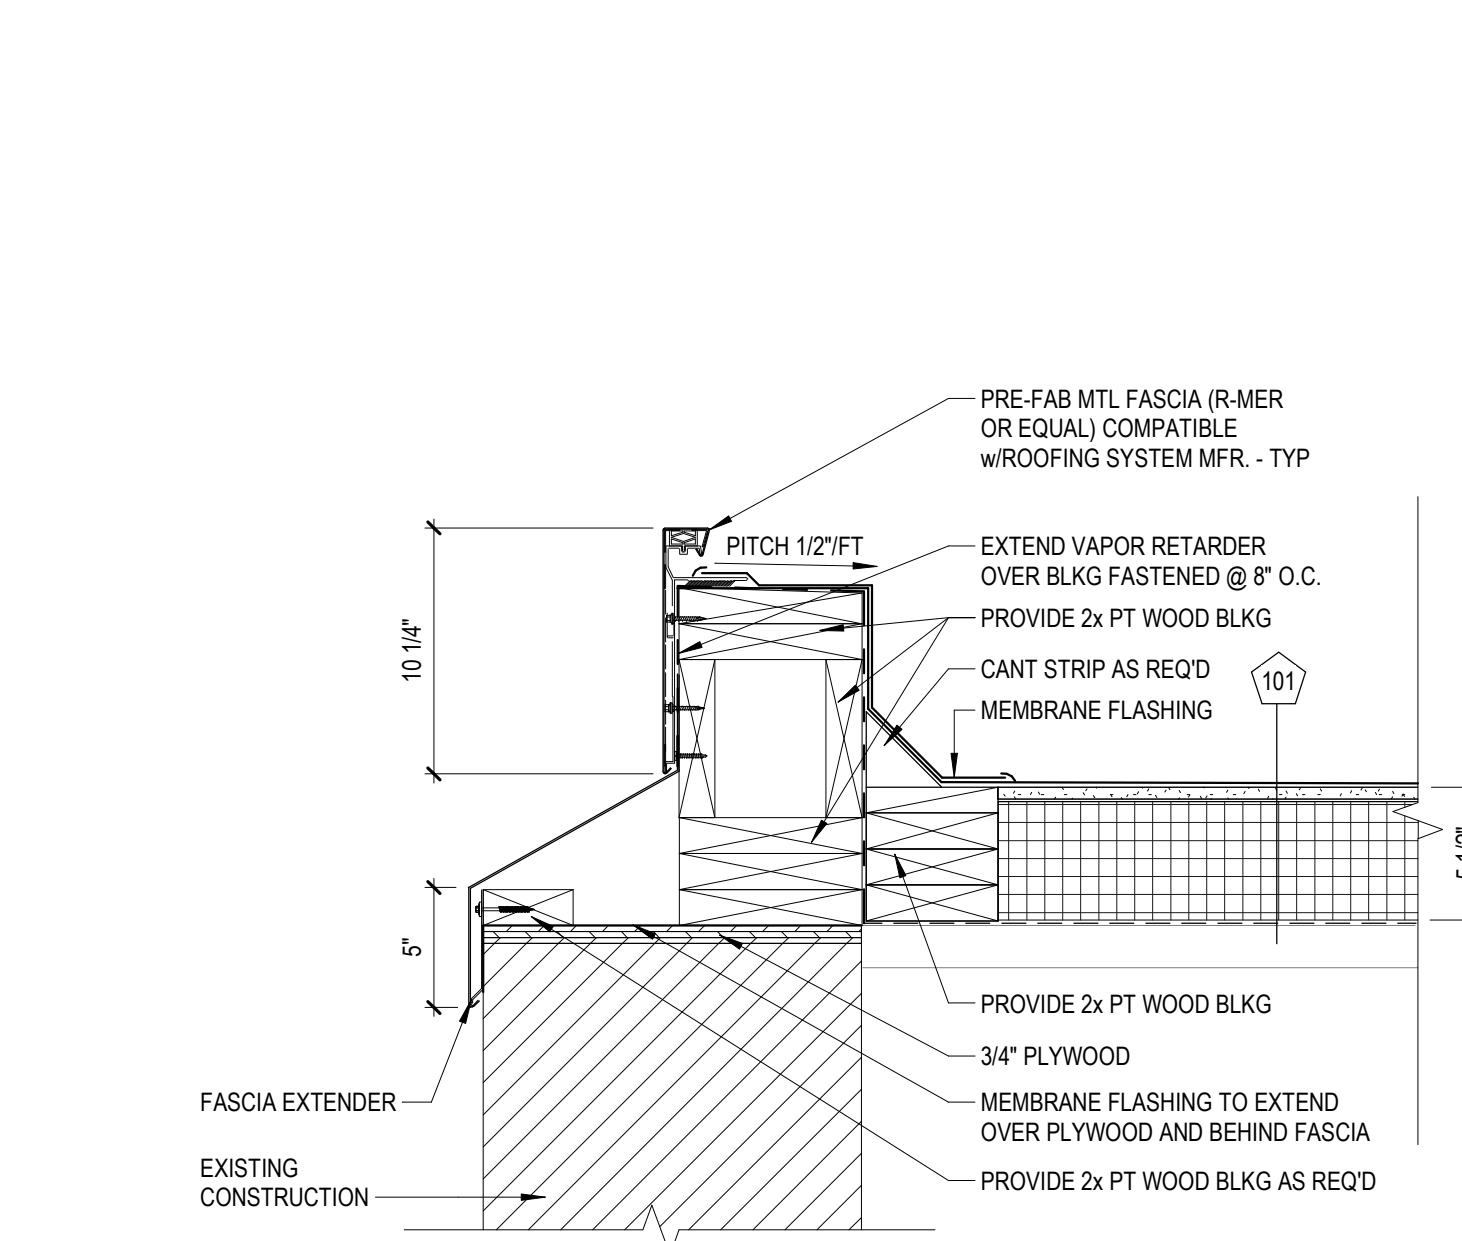 PRE-FAB MTL FASCIA (R-MER
OR EQUAL) COMPATIBLE
w/ROOFING SYSTEM MFR. - TYP
PITCH 1/2"/FT
EXTEND VAPOR RETARDER
OVER BLKG FASTENED @ 8" O.C.
PROVIDE 2x PT WOOD BLKG
10 1/4"
CANT STRIP AS REQ'D
101
MEMBRANE FLASHING
5"
PROVIDE 2x PT WOOD BLKG
3/4" PLYWOOD
FASCIA EXTENDER
MEMBRANE FLASHING TO EXTEND
OVER PLYWOOD AND BEHIND FASCIA
EXISTING
CONSTRUCTION
PROVIDE 2x PT WOOD BLKG AS REQ'D